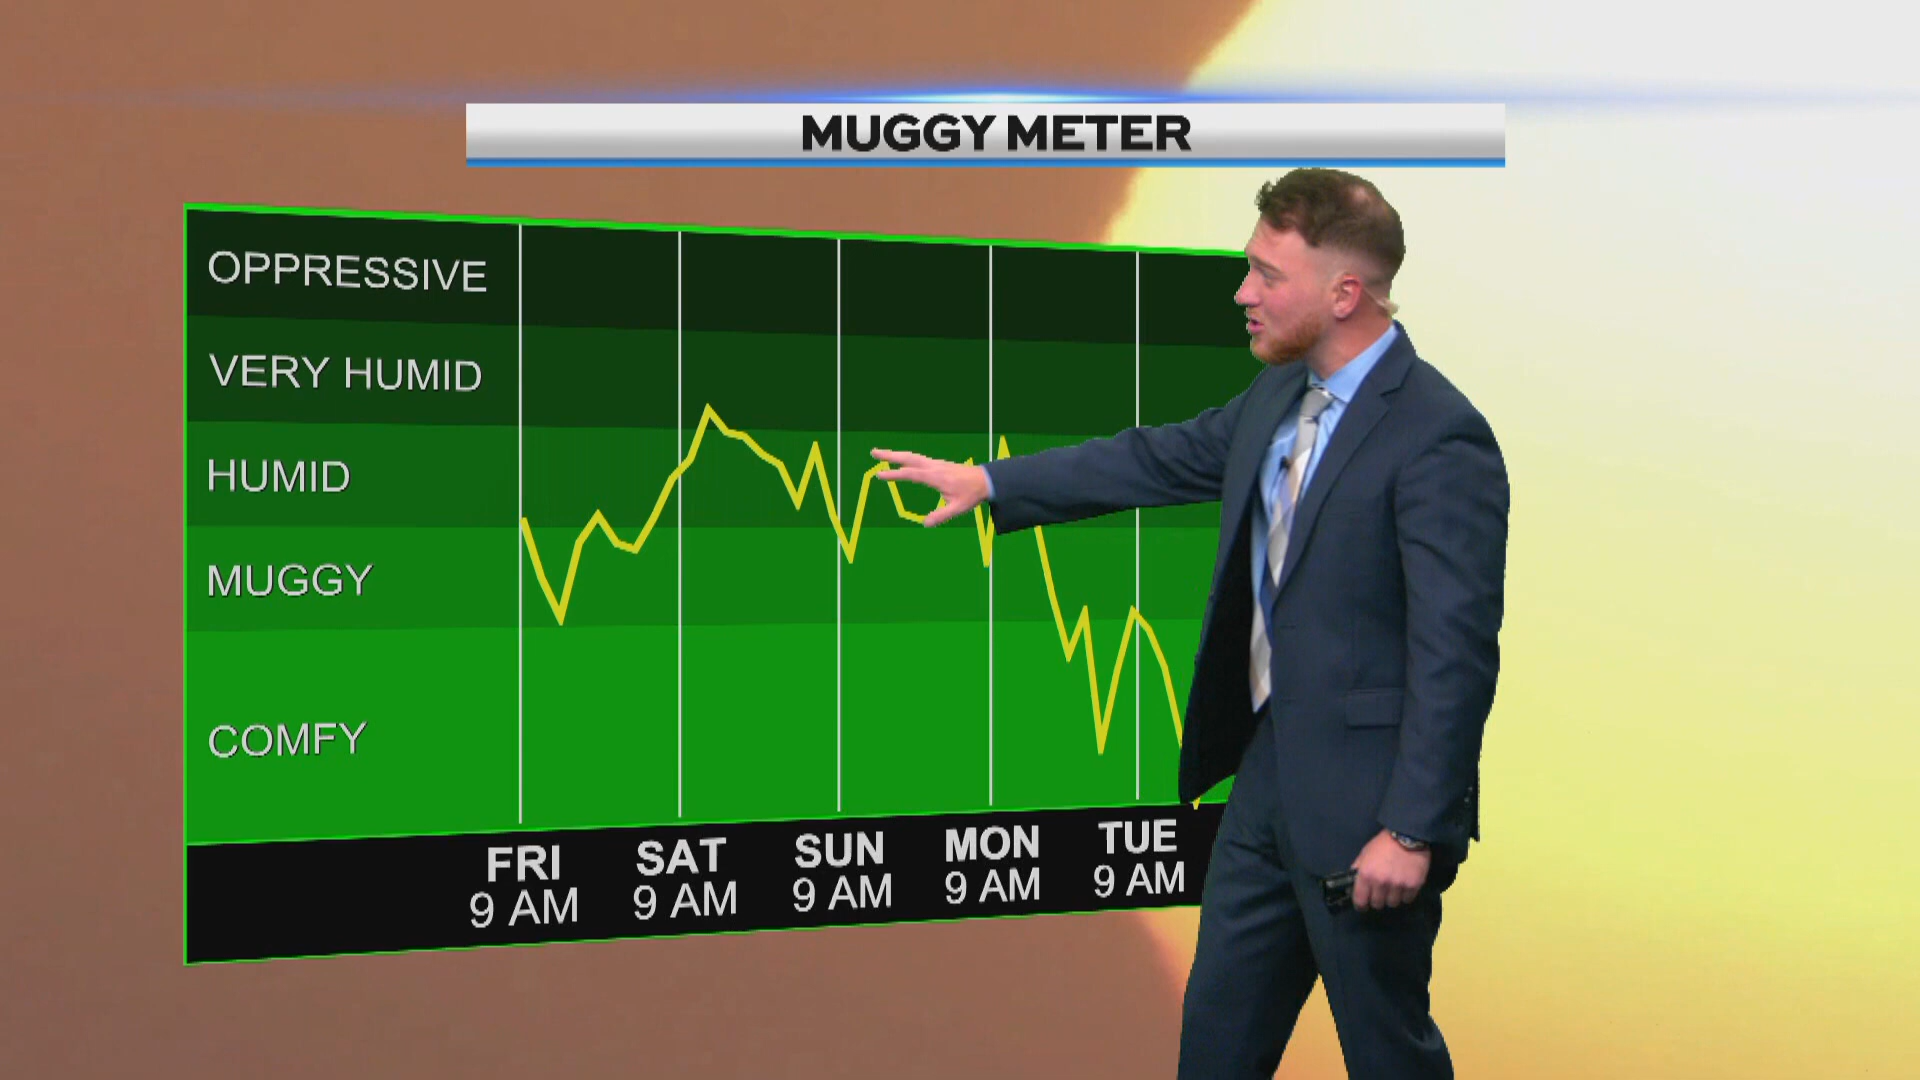 MUGGY METER
OPPRESSIVE
VERY HUMID
HUMID
MUGGY
COMFY
FRI SAT SUN MON TUE
9 AM 9 AM 9 AM 9 AM 9 AM